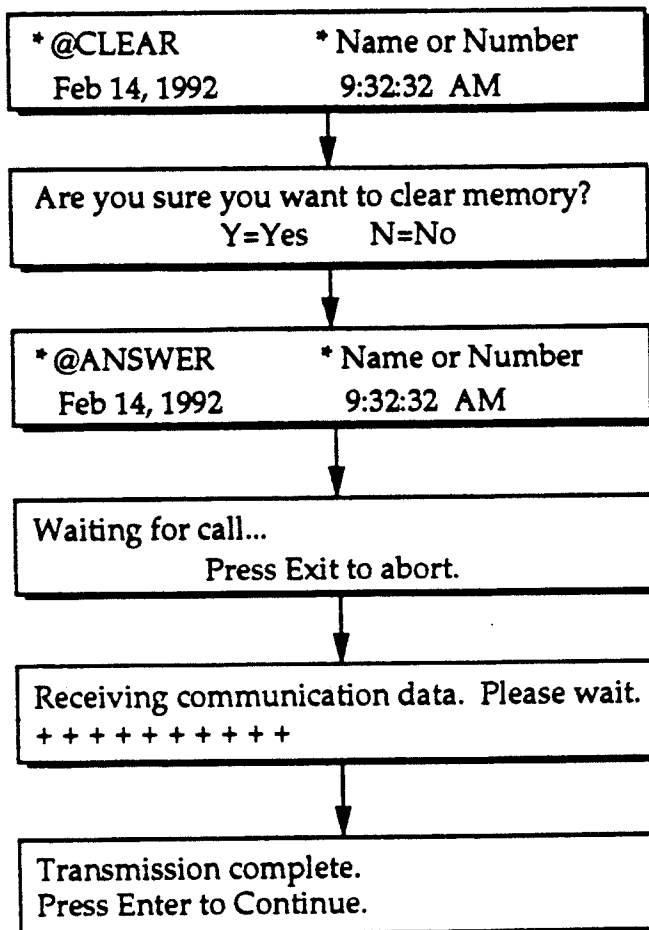 * @CLEAR * Name or Number
Feb 14, 1992 9:32:32 AM
Are you sure you want to clear memory?
Y=Yes N=No
* @ANSWER * Name or Number
Feb 14, 1992 9:32:32 AM
Waiting for call...
Press Exit to abort.
Receiving communication data. Please wait.
+ + + + + + + + + +
Transmission complete.
Press Enter to Continue.